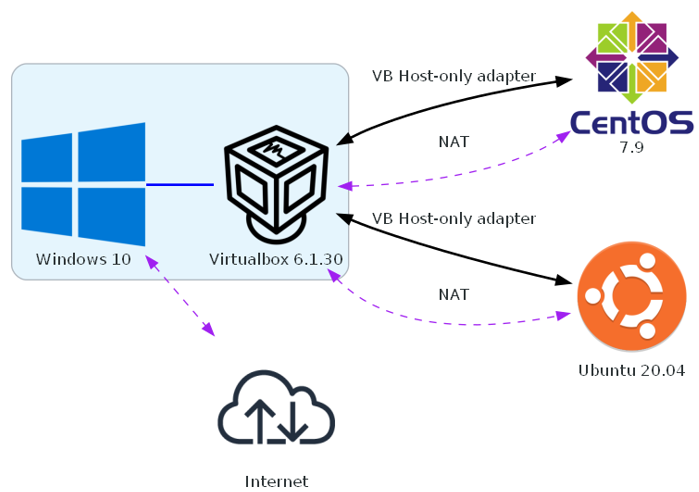 VB Host-only adapter
CentOS
7.9
NAT
VB Host-only adapter
Windows 10
Virtualbox 6.1.30
NAT
Ubuntu 20.04
Internet